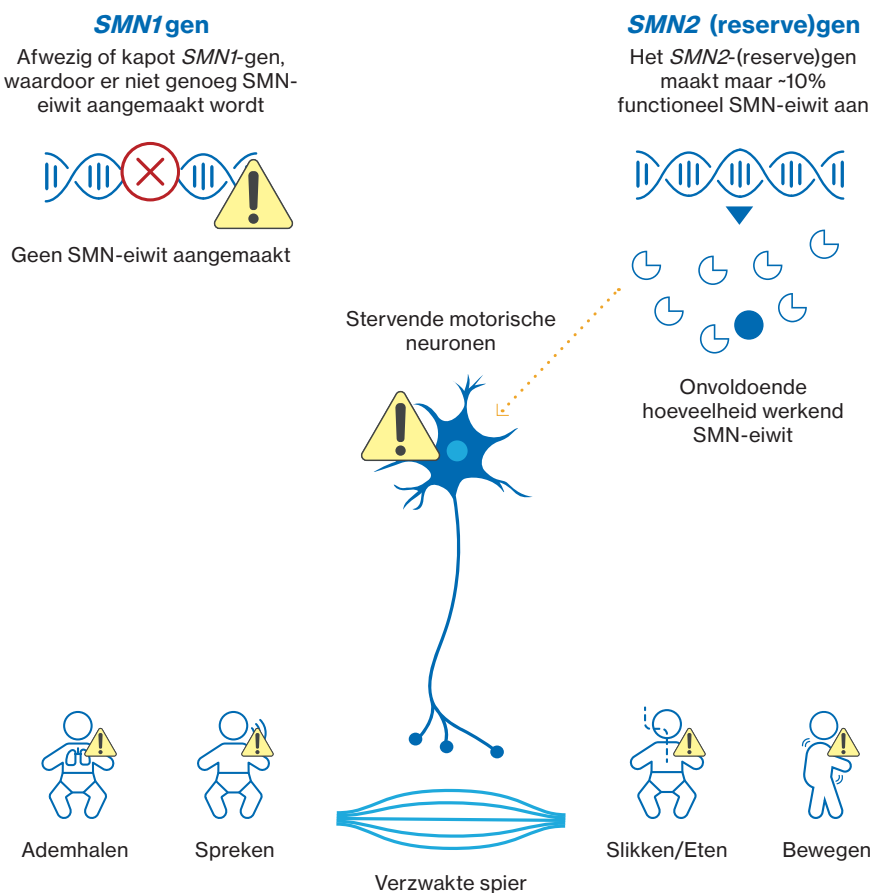 SMN1 gen
Afwezig of kapot SMN1-gen,
waardoor er niet genoeg SMN-
eiwit aangemaakt wordt
Geen SMN-eiwit aangemaakt
SMN2 (reserve)gen
Het SMN2-(reserve)gen
maakt maar ~10%
functioneel SMN-eiwit aan
Onvoldoende
hoeveelheid werkend
SMN-eiwit
Stervende motorische
neuronen
Ademhalen
Spreken
Verzwakte spier
Slikken/Eten
Bewegen